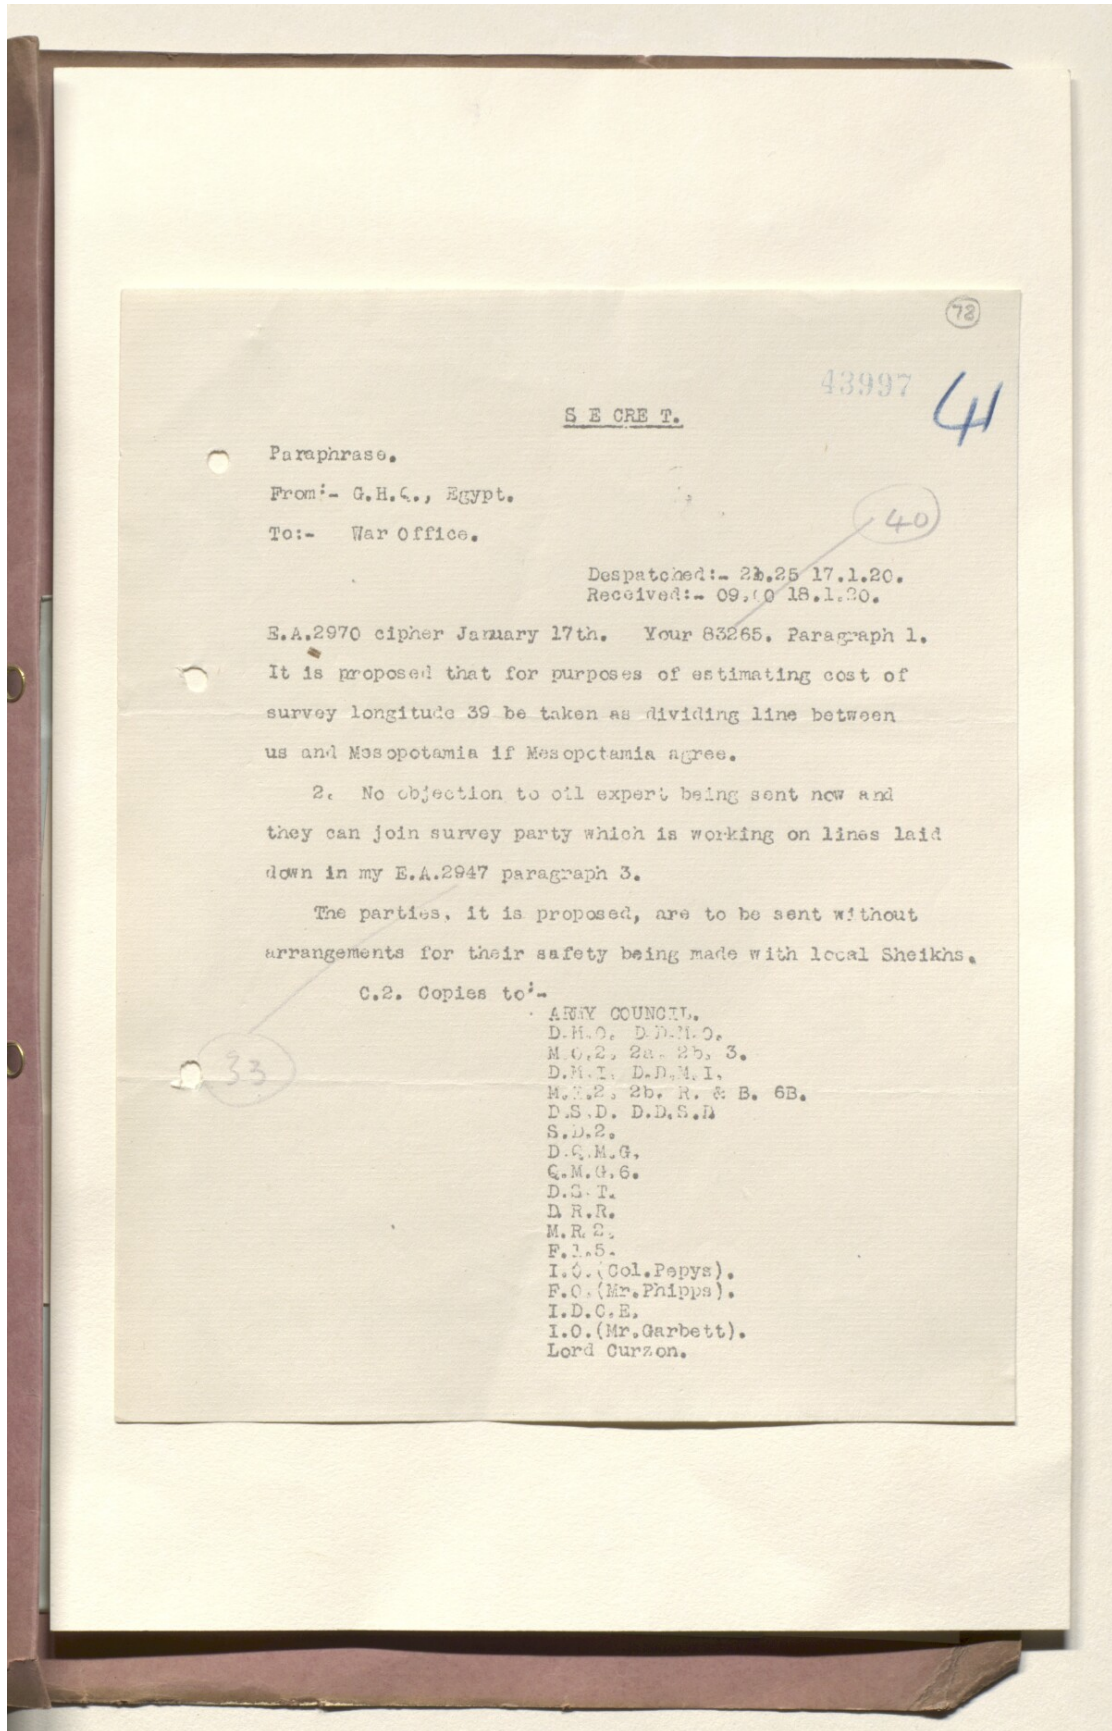 78
43997
41
S E CRE T.
Paraphrase.
From:- G.H.Q., Egypt.
40
To:- War Office.
Despatched:- 21.25 17.1.20.
Received:- 09.00 18.1.20.
E.A.2970 cipher January 17th. Your 83265. Paragraph 1.
It is proposed that for purposes of estimating cost of
survey longitude 39 be taken as dividing line between
us and Mesopotamia if Mesopotamia agree.
2. No objection to oil expert being sent now and
they can join survey party which is working on lines laid
down in my E.A.2947 paragraph 3.
The parties, it is proposed, are to be sent without
arrangements for their safety being made with local Sheikhs.
C.2. Copies to:-
ARMY COUNCIL.
D.M.O. D.D.M.O.
M.O.2. 2a. 2b. 3.
33
D.M.I. D.D.M.I.
M.I.2. 2b. R. & B. 6B.
D.S.D. D.D.S.D
S.D.2.
D.Q.M.G.
Q.M.G.6.
D.S.T.
D.R.R.
M.R.2.
F.1.5.
I.O.(Col.Pepys).
F.O.(Mr.Phipps).
I.D.C.E.
I.O.(Mr.Garbett).
Lord Curzon.